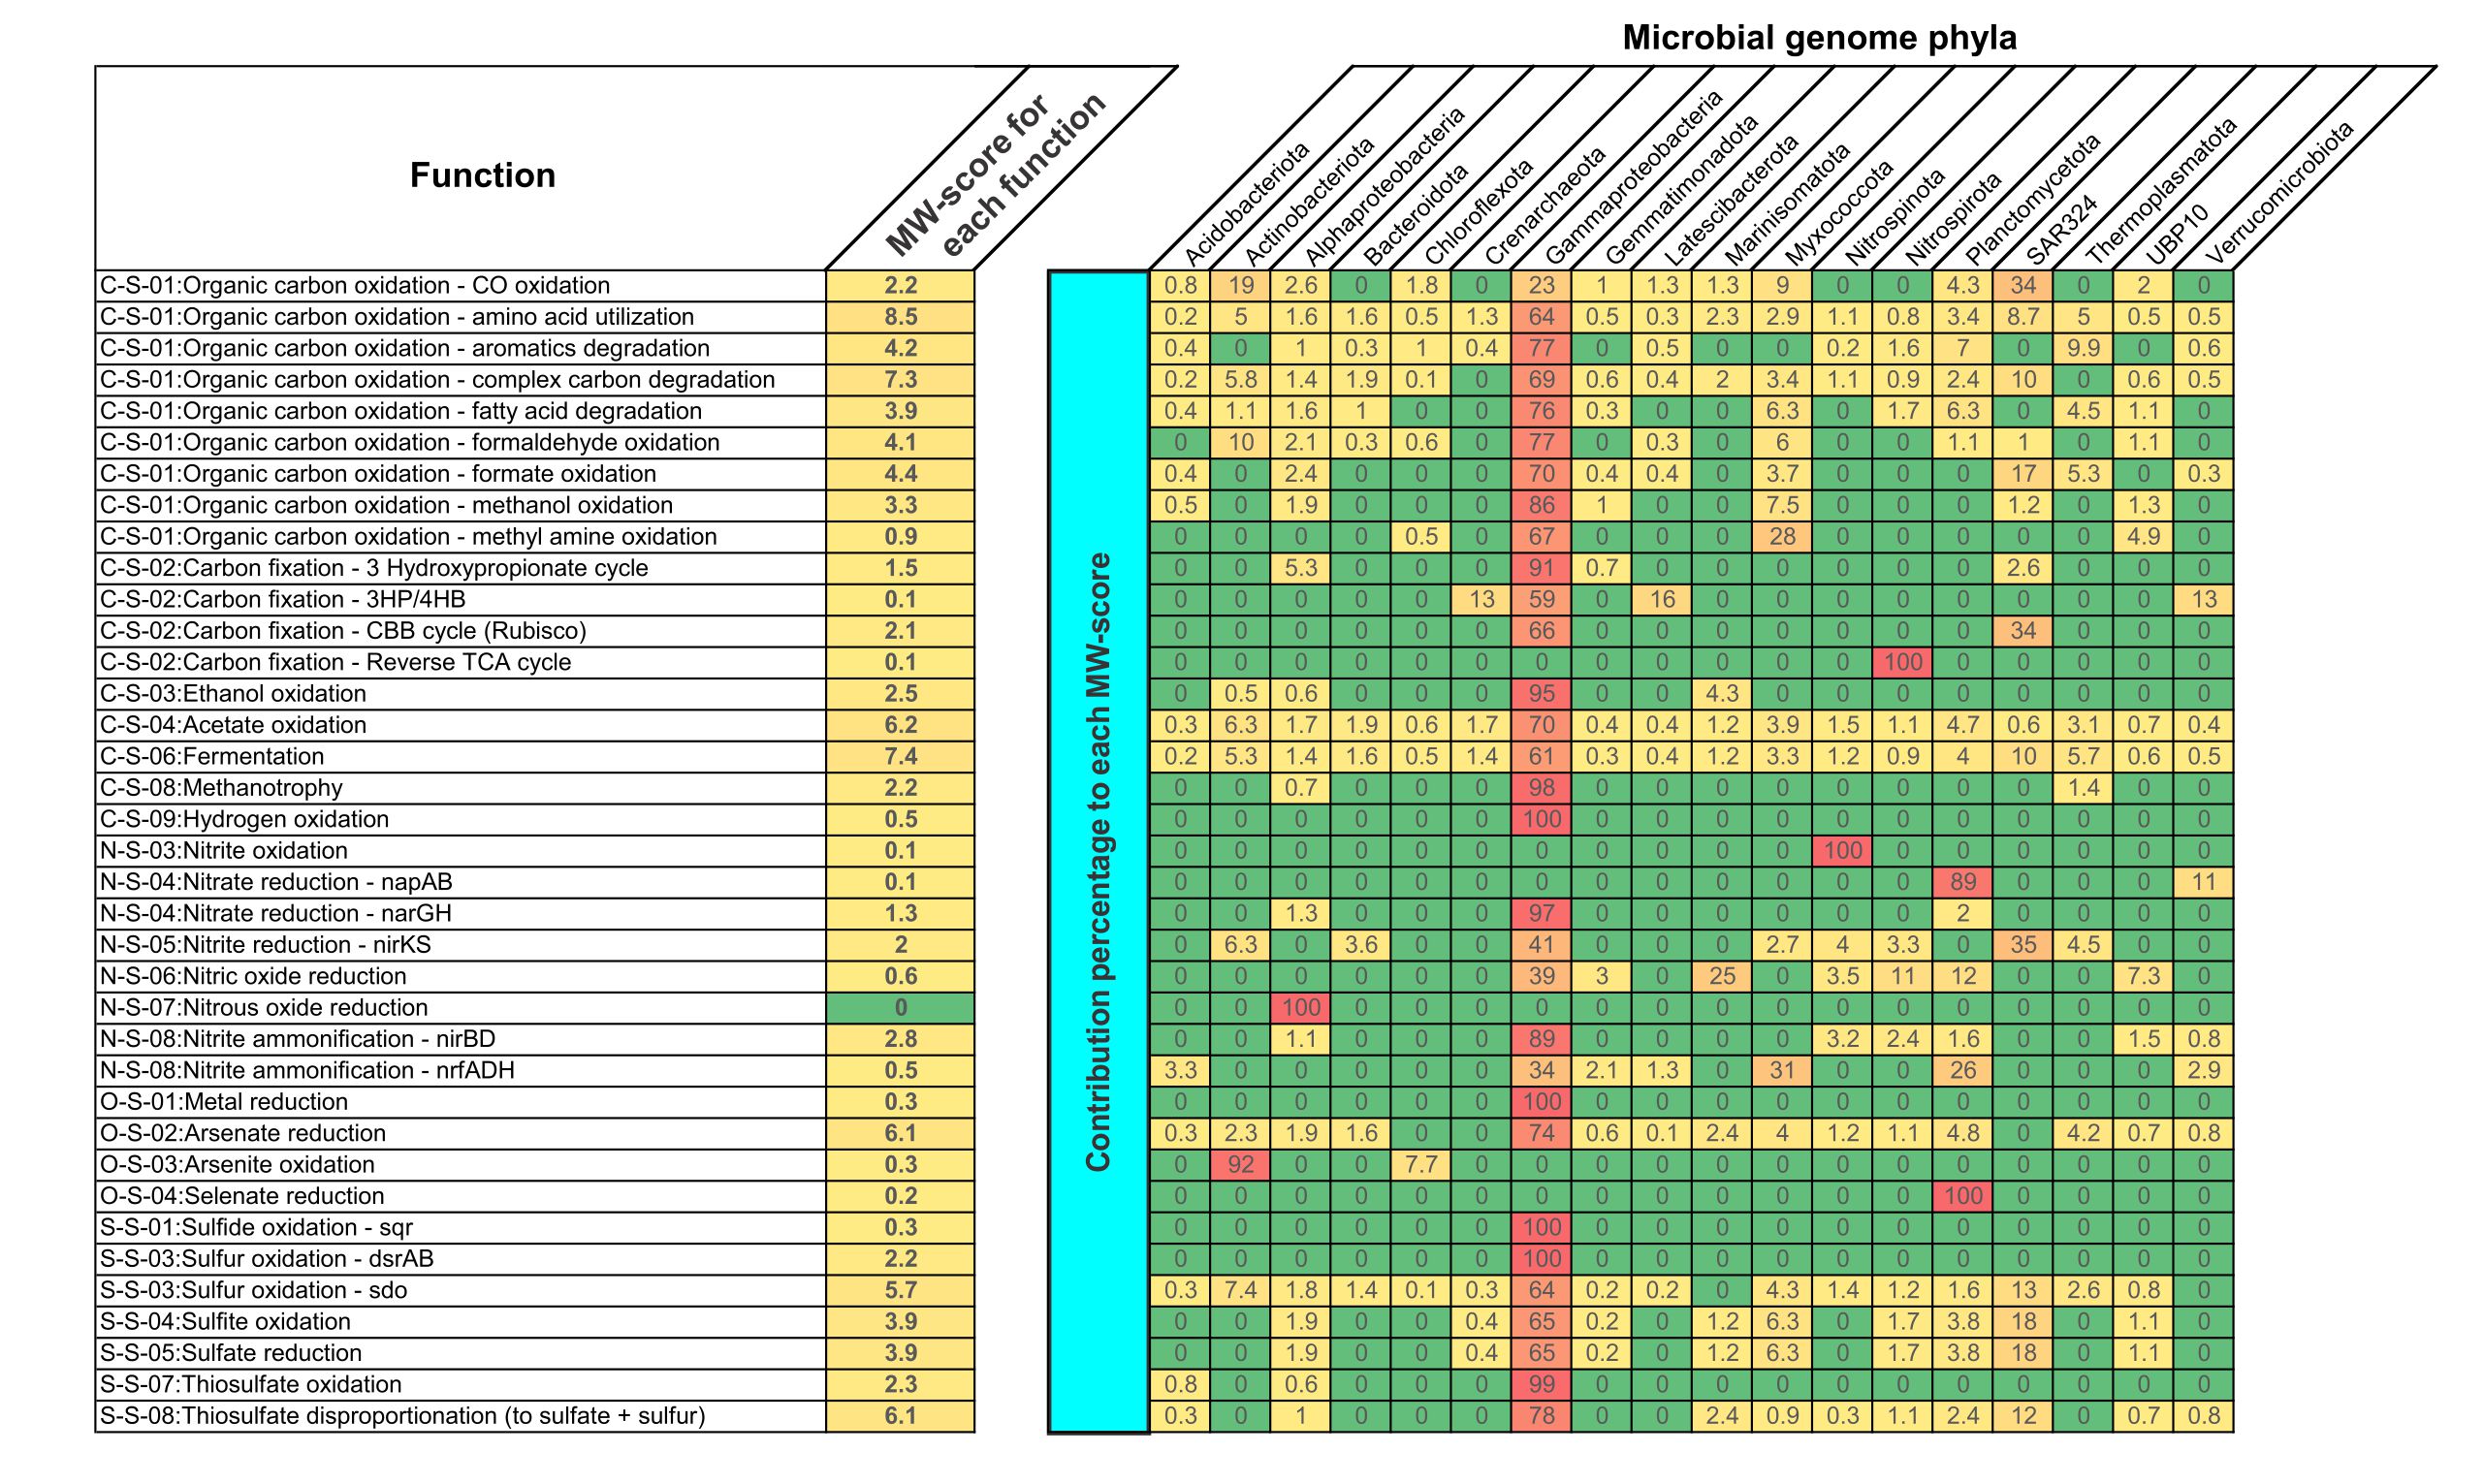 Microbial genome phyla
Function
MW-score for
each function
Acidobacteriota
Actinobacteriota
Alphaproteobacteria
Bacteroidota
Chloroflexota
Crenarchaeota
Gammaproteobacteria
Gemmatimonadota
Latescibacterota
Marinisomatota
Myxococcota
Nitrospinota
Nitrospirota
Planctomycetota
SAR324
Thermoplasmatota
UBP10
Verrucomicrobiota
Contribution percentage to each MW-score
C-S-01:Organic carbon oxidation - CO oxidation 2.2 0.8 19 2.6 0 1.8 0 23 1 1.3 1.3 9 0 0 4.3 34 0 2 0
C-S-01:Organic carbon oxidation - amino acid utilization 8.5 0.2 5 1.6 1.6 0.5 1.3 64 0.5 0.3 2.3 2.9 1.1 0.8 3.4 8.7 5 0.5 0.5
C-S-01:Organic carbon oxidation - aromatics degradation 4.2 0.4 0 1 0.3 1 0.4 77 0 0.5 0 0 0.2 1.6 7 0 9.9 0 0.6
C-S-01:Organic carbon oxidation - complex carbon degradation 7.3 0.2 5.8 1.4 1.9 0.1 0 69 0.6 0.4 2 3.4 1.1 0.9 2.4 10 0 0.6 0.5
C-S-01:Organic carbon oxidation - fatty acid degradation 3.9 0.4 1.1 1.6 1 0 0 76 0.3 0 0 6.3 0 1.7 6.3 0 4.5 1.1 0
C-S-01:Organic carbon oxidation - formaldehyde oxidation 4.1 0 10 2.1 0.3 0.6 0 77 0 0.3 0 6 0 0 1.1 1 0 1.1 0
C-S-01:Organic carbon oxidation - formate oxidation 4.4 0.4 0 2.4 0 0 0 70 0.4 0.4 0 3.7 0 0 0 17 5.3 0 0.3
C-S-01:Organic carbon oxidation - methanol oxidation 3.3 0.5 0 1.9 0 0 0 86 1 0 0 7.5 0 0 0 1.2 0 1.3 0
C-S-01:Organic carbon oxidation - methyl amine oxidation 0.9 0 0 0 0 0.5 0 67 0 0 0 28 0 0 0 0 0 4.9 0
C-S-02:Carbon fixation - 3 Hydroxypropionate cycle 1.5 0 0 5.3 0 0 0 91 0.7 0 0 0 0 0 0 2.6 0 0 0
C-S-02:Carbon fixation - 3HP/4HB 0.1 0 0 0 0 0 13 59 0 16 0 0 0 0 0 0 0 0 13
C-S-02:Carbon fixation - CBB cycle (Rubisco) 2.1 0 0 0 0 0 0 66 0 0 0 0 0 0 0 34 0 0 0
C-S-02:Carbon fixation - Reverse TCA cycle 0.1 0 0 0 0 0 0 0 0 0 0 0 0 100 0 0 0 0 0
C-S-03:Ethanol oxidation 2.5 0 0.5 0.6 0 0 0 95 0 0 4.3 0 0 0 0 0 0 0 0
C-S-04:Acetate oxidation 6.2 0.3 6.3 1.7 1.9 0.6 1.7 70 0.4 0.4 1.2 3.9 1.5 1.1 4.7 0.6 3.1 0.7 0.4
C-S-06:Fermentation 7.4 0.2 5.3 1.4 1.6 0.5 1.4 61 0.3 0.4 1.2 3.3 1.2 0.9 4 10 5.7 0.6 0.5
C-S-08:Methanotrophy 2.2 0 0 0.7 0 0 0 98 0 0 0 0 0 0 0 0 1.4 0 0
C-S-09:Hydrogen oxidation 0.5 0 0 0 0 0 0 100 0 0 0 0 0 0 0 0 0 0 0
N-S-03:Nitrite oxidation 0.1 0 0 0 0 0 0 0 0 0 0 0 100 0 0 0 0 0 0
N-S-04:Nitrate reduction - napAB 0.1 0 0 0 0 0 0 0 0 0 0 0 0 0 89 0 0 0 11
N-S-04:Nitrate reduction - narGH 1.3 0 0 1.3 0 0 0 97 0 0 0 0 0 0 2 0 0 0 0
N-S-05:Nitrite reduction - nirKS 2 0 6.3 0 3.6 0 0 41 0 0 0 2.7 4 3.3 0 35 4.5 0 0
N-S-06:Nitric oxide reduction 0.6 0 0 0 0 0 0 39 3 0 25 0 3.5 11 12 0 0 7.3 0
N-S-07:Nitrous oxide reduction 0 0 0 100 0 0 0 0 0 0 0 0 0 0 0 0 0 0 0
N-S-08:Nitrite ammonification - nirBD 2.8 0 0 1.1 0 0 0 89 0 0 0 0 3.2 2.4 1.6 0 0 1.5 0.8
N-S-08:Nitrite ammonification - nrfADH 0.5 3.3 0 0 0 0 0 34 2.1 1.3 0 31 0 0 26 0 0 0 2.9
O-S-01:Metal reduction 0.3 0 0 0 0 0 0 100 0 0 0 0 0 0 0 0 0 0 0
O-S-02:Arsenate reduction 6.1 0.3 2.3 1.9 1.6 0 0 74 0.6 0.1 2.4 4 1.2 1.1 4.8 0 4.2 0.7 0.8
O-S-03:Arsenite oxidation 0.3 0 92 0 0 7.7 0 0 0 0 0 0 0 0 0 0 0 0 0
O-S-04:Selenate reduction 0.2 0 0 0 0 0 0 0 0 0 0 0 0 0 100 0 0 0 0
S-S-01:Sulfide oxidation - sqr 0.3 0 0 0 0 0 0 100 0 0 0 0 0 0 0 0 0 0 0
S-S-03:Sulfur oxidation - dsrAB 2.2 0 0 0 0 0 0 100 0 0 0 0 0 0 0 0 0 0 0
S-S-03:Sulfur oxidation - sdo 5.7 0.3 7.4 1.8 1.4 0.1 0.3 64 0.2 0.2 0 4.3 1.4 1.2 1.6 13 2.6 0.8 0
S-S-04:Sulfite oxidation 3.9 0 0 1.9 0 0 0.4 65 0.2 0 1.2 6.3 0 1.7 3.8 18 0 1.1 0
S-S-05:Sulfate reduction 3.9 0 0 1.9 0 0 0.4 65 0.2 0 1.2 6.3 0 1.7 3.8 18 0 1.1 0
S-S-07:Thiosulfate oxidation 2.3 0.8 0 0.6 0 0 0 99 0 0 0 0 0 0 0 0 0 0 0
S-S-08:Thiosulfate disproportionation (to sulfate + sulfur) 6.1 0.3 0 1 0 0 0 78 0 0 2.4 0.9 0.3 1.1 2.4 12 0 0.7 0.8